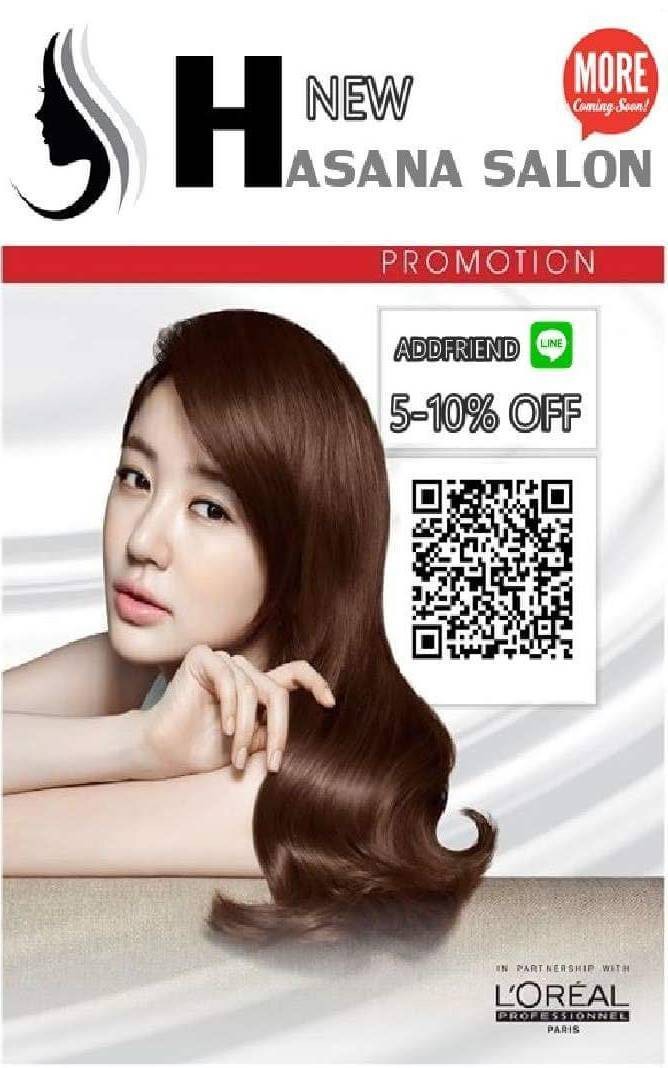 NEW
MORE
Coming Soon!
HASANA SALON
PROMOTION
ADDFRIEND LINE
5-10% OFF
IN PARTNERSHIP WITH
L'ORÉAL
PROFESSIONNEL
PARIS